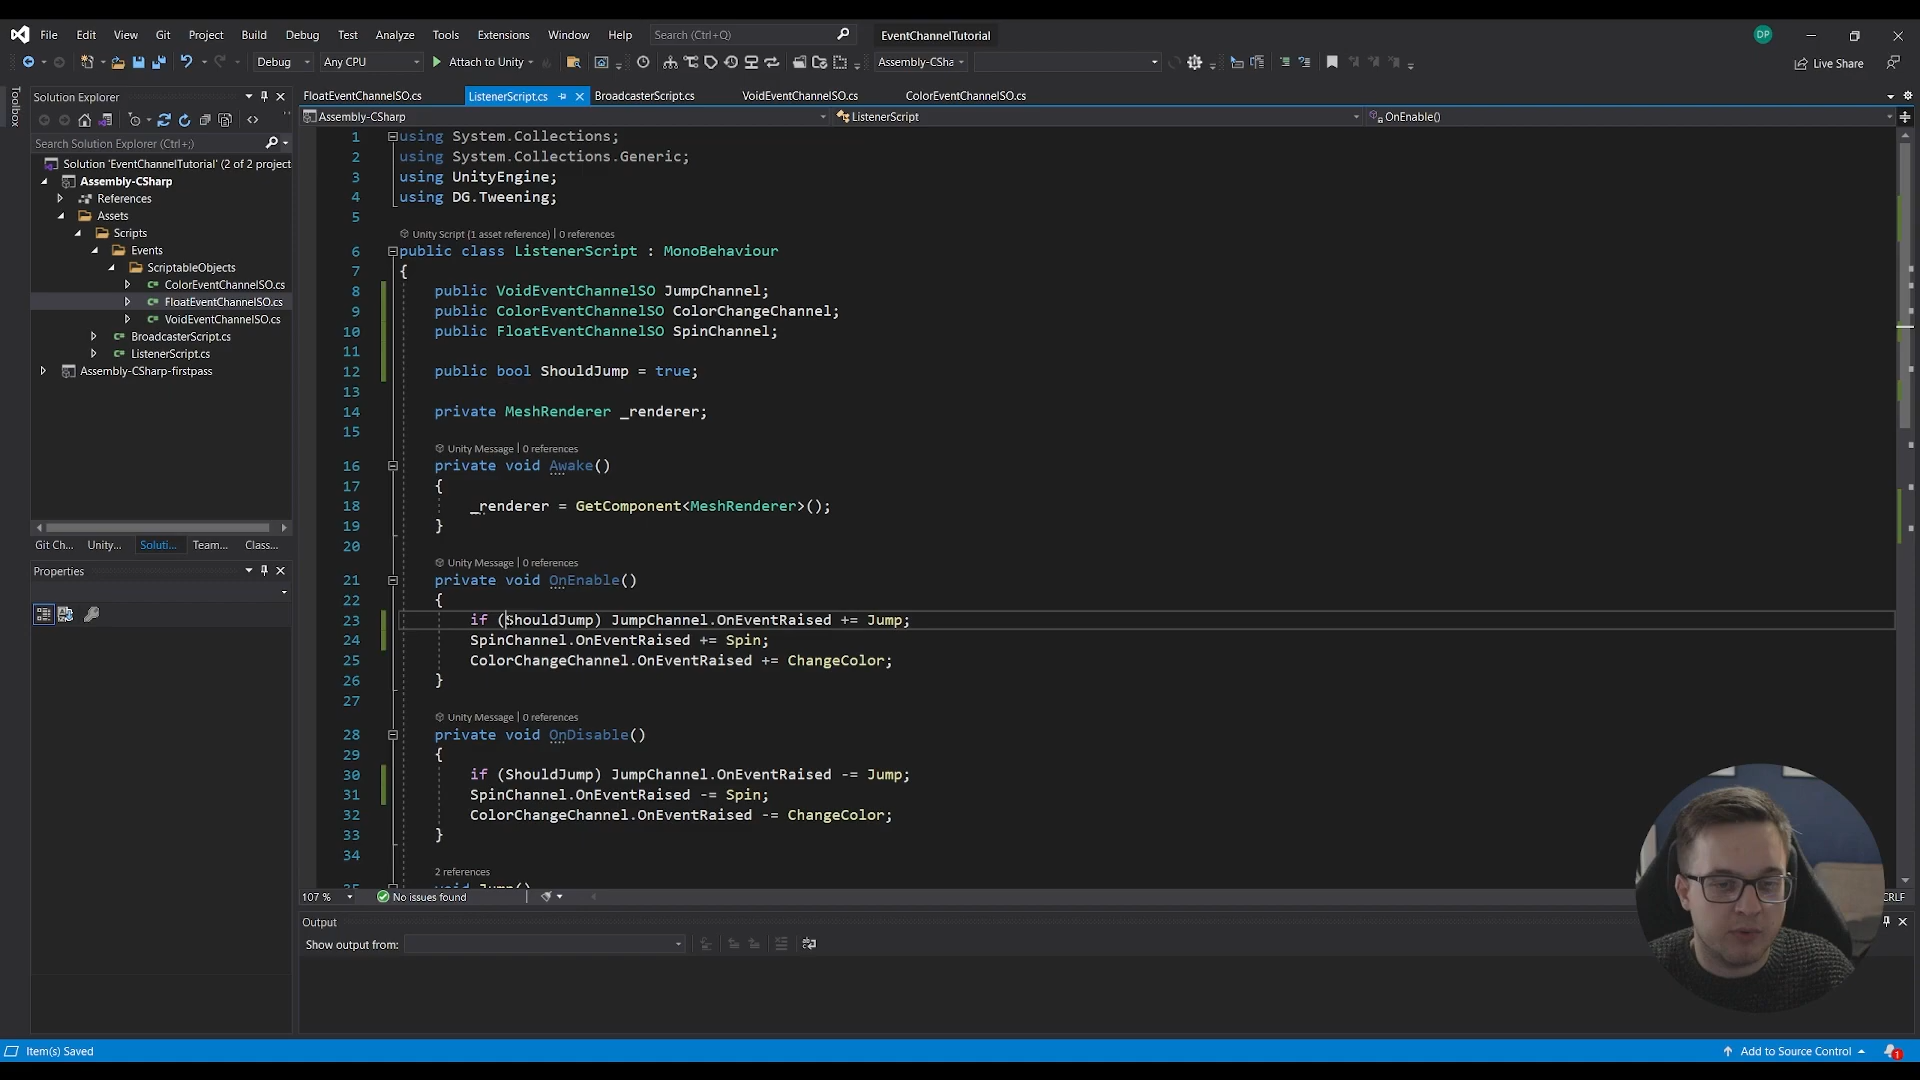 File Edit View Git Project Build Debug Test Analyze Tools Extensions Window Help Search (Ctrl+Q) EventChannelTutorial DP
Debug Any CPU Attach to Unity Assembly-CSha Live Share
Toolbox
Solution Explorer
Search Solution Explorer (Ctrl+;)
Solution 'EventChannelTutorial' (2 of 2 project
Assembly-CSharp
References
Assets
Scripts
Events
ScriptableObjects
ColorEventChannelSO.cs
FloatEventChannelSO.cs
VoidEventChannelSO.cs
BroadcasterScript.cs
ListenerScript.cs
Assembly-CSharp-firstpass
Git Ch... Unity... Soluti... Team... Class...
Properties
FloatEventChannelSO.cs ListenerScript.cs BroadcasterScript.cs VoidEventChannelSO.cs ColorEventChannelSO.cs
Assembly-CSharp ListenerScript OnEnable()
1 using System.Collections;
2 using System.Collections.Generic;
3 using UnityEngine;
4 using DG.Tweening;
5
Unity Script (1 asset reference) | 0 references
6 public class ListenerScript : MonoBehaviour
7 {
8 public VoidEventChannelSO JumpChannel;
9 public ColorEventChannelSO ColorChangeChannel;
10 public FloatEventChannelSO SpinChannel;
11
12 public bool ShouldJump = true;
13
14 private MeshRenderer _renderer;
15
Unity Message | 0 references
16 private void Awake()
17 {
18 _renderer = GetComponent<MeshRenderer>();
19 }
20
Unity Message | 0 references
21 private void OnEnable()
22 {
23 if (ShouldJump) JumpChannel.OnEventRaised += Jump;
24 SpinChannel.OnEventRaised += Spin;
25 ColorChangeChannel.OnEventRaised += ChangeColor;
26 }
27
Unity Message | 0 references
28 private void OnDisable()
29 {
30 if (ShouldJump) JumpChannel.OnEventRaised -= Jump;
31 SpinChannel.OnEventRaised -= Spin;
32 ColorChangeChannel.OnEventRaised -= ChangeColor;
33 }
34
2 references
107 % No issues found CRLF
Output
Show output from:
Item(s) Saved Add to Source Control 1